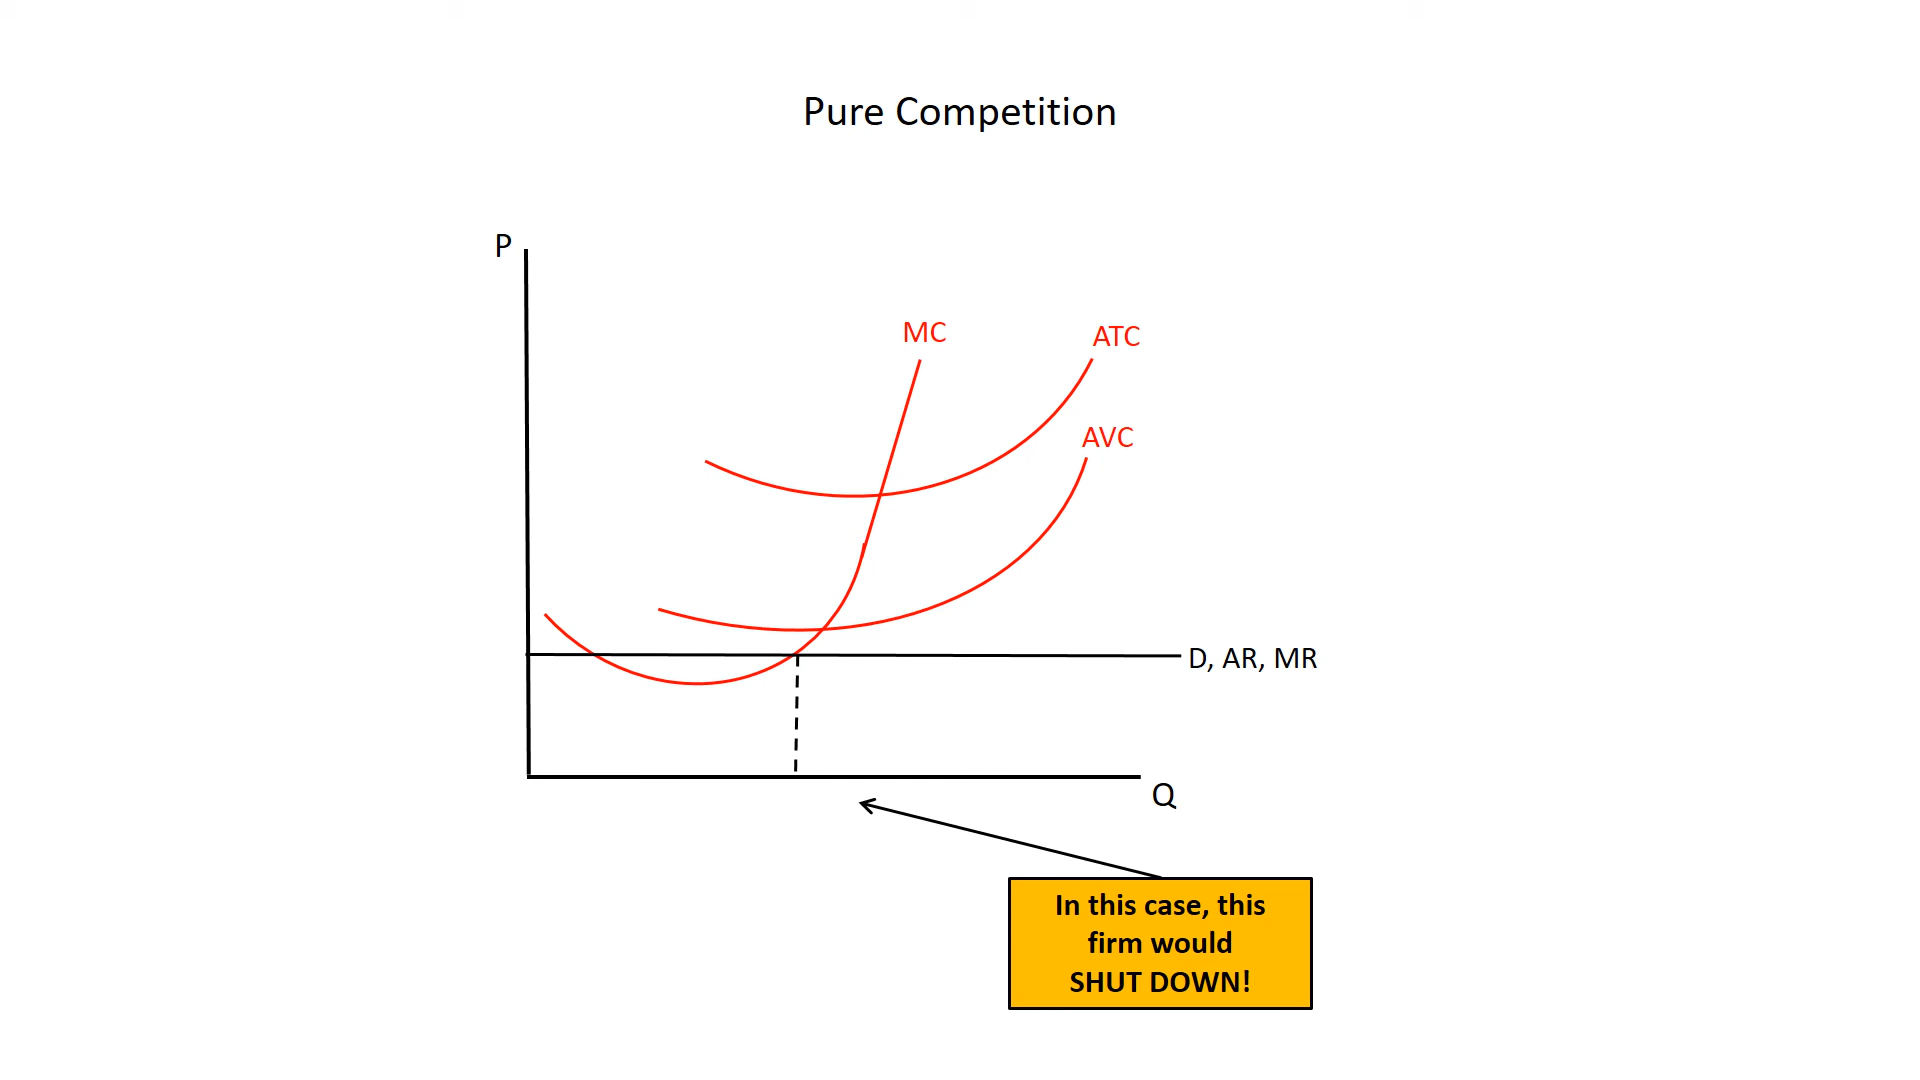 Pure Competition
P
MC
ATC
AVC
D, AR, MR
Q
In this case, this
firm would
SHUT DOWN!